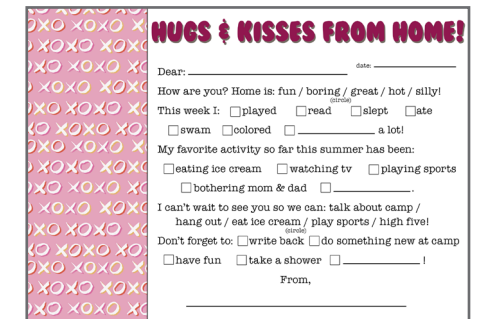 HUGS & KISSES FROM HOME!
Dear: date:
How are you? Home is: fun / boring / great / hot / silly!
(circle)
This week I: played read slept ate
swam colored a lot!
My favorite activity so far this summer has been:
eating ice cream watching tv playing sports
bothering mom & dad .
I can't wait to see you so we can: talk about camp /
hang out / eat ice cream / play sports / high five!
(circle)
Don't forget to: write back do something new at camp
have fun take a shower !
From,